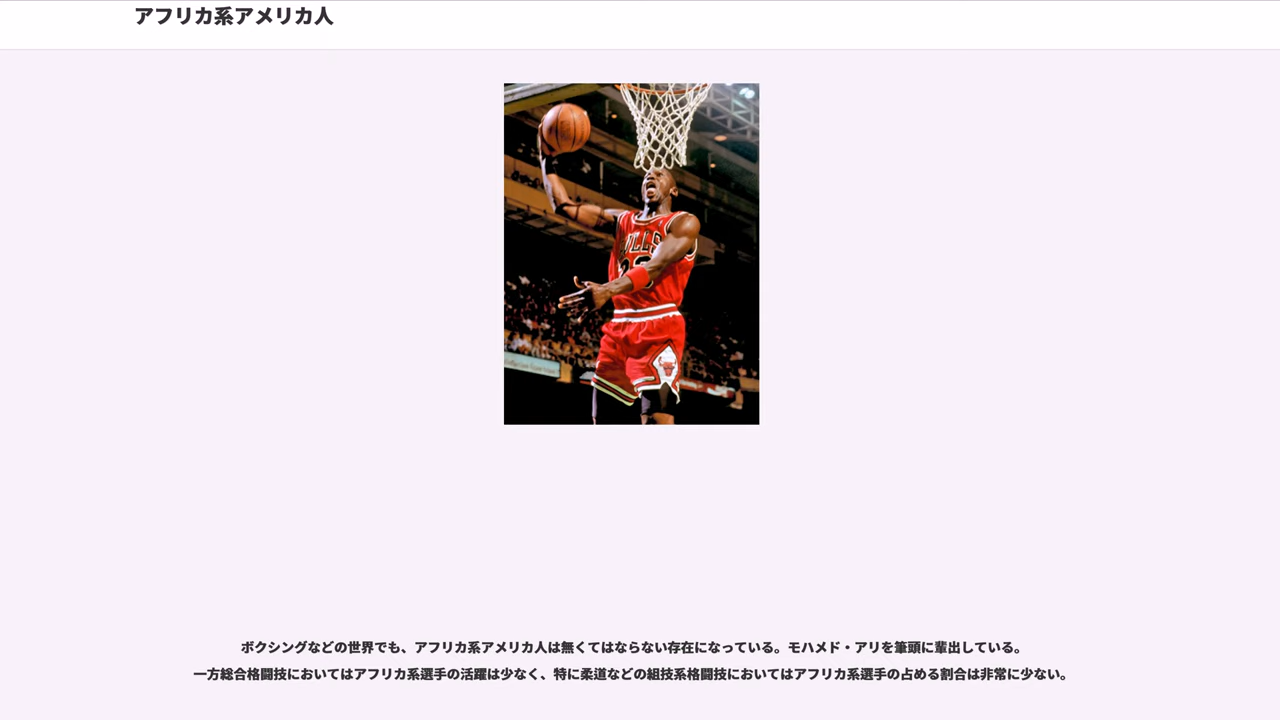 アフリカ系アメリカ人
BULLS
23
ボクシングなどの世界でも、アフリカ系アメリカ人は無くてはならない存在になっている。モハメド・アリを筆頭に輩出している。
一方総合格闘技においてはアフリカ系選手の活躍は少なく、特に柔道などの組技系格闘技においてはアフリカ系選手の占める割合は非常に少ない。